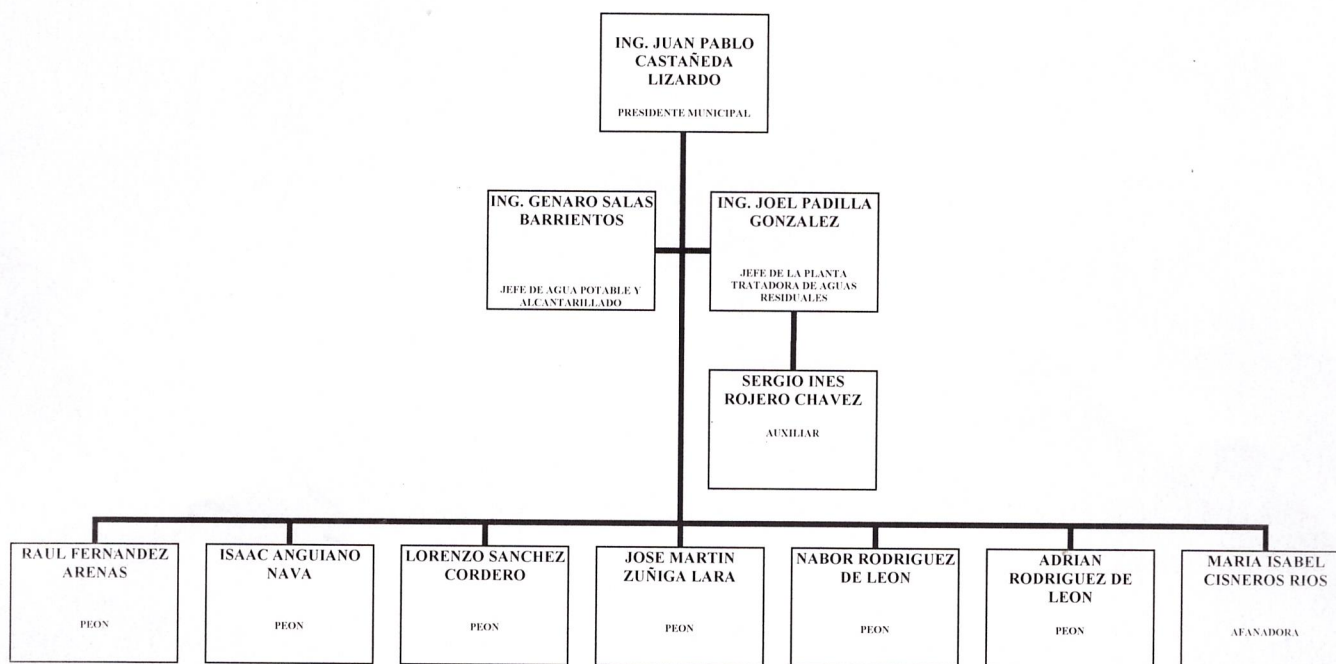 ING. JUAN PABLO
CASTAÑEDA
LIZARDO
PRESIDENTE MUNICIPAL
ING. GENARO SALAS
BARRIENTOS
JEFE DE AGUA POTABLE Y
ALCANTARILLADO
ING. JOEL PADILLA
GONZALEZ
JEFE DE LA PLANTA
TRATADORA DE AGUAS
RESIDUALES
SERGIO INES
ROJERO CHAVEZ
AUXILIAR
RAUL FERNANDEZ
ARENAS
PEON
ISAAC ANGUIANO
NAVA
PEON
LORENZO SANCHEZ
CORDERO
PEON
JOSE MARTIN
ZUÑIGA LARA
PEON
NABOR RODRIGUEZ
DE LEON
PEON
ADRIAN
RODRIGUEZ DE
LEON
PEON
MARIA ISABEL
CISNEROS RIOS
AFANADORA